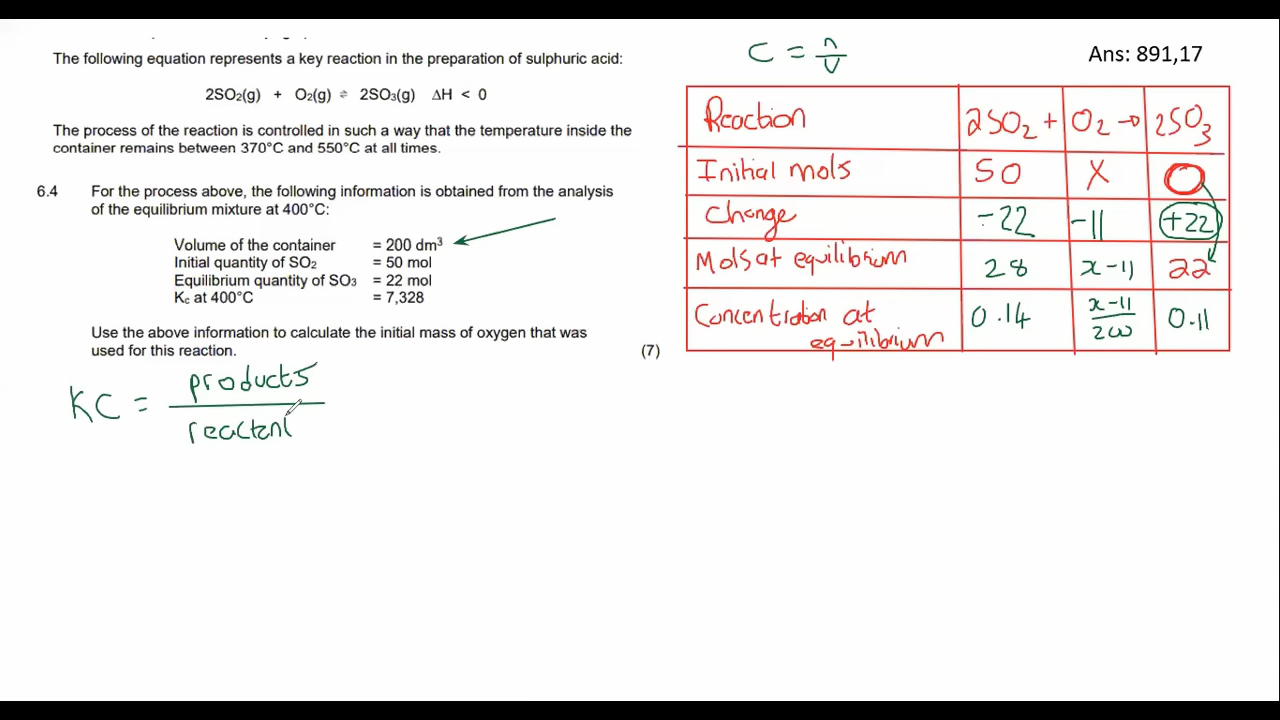 The following equation represents a key reaction in the preparation of sulphuric acid:
2SO₂(g) + O₂(g) ⇌ 2SO₃(g) ΔH < 0
The process of the reaction is controlled in such a way that the temperature inside the
container remains between 370°C and 550°C at all times.
6.4 For the process above, the following information is obtained from the analysis
of the equilibrium mixture at 400°C:
Volume of the container = 200 dm³
Initial quantity of SO₂ = 50 mol
Equilibrium quantity of SO₃ = 22 mol
Kc at 400°C = 7,328
Use the above information to calculate the initial mass of oxygen that was
used for this reaction. (7)
KC = products
reactant
C = n
V
Ans: 891,17
Reaction 2SO₂ + O₂ → 2SO₃
Initial mols 50 X 0
Change -22 -11 +22
Mols at equilibrium 28 x-11 22
Concentration at 0.14 x-11 0.11
equilibrium 200